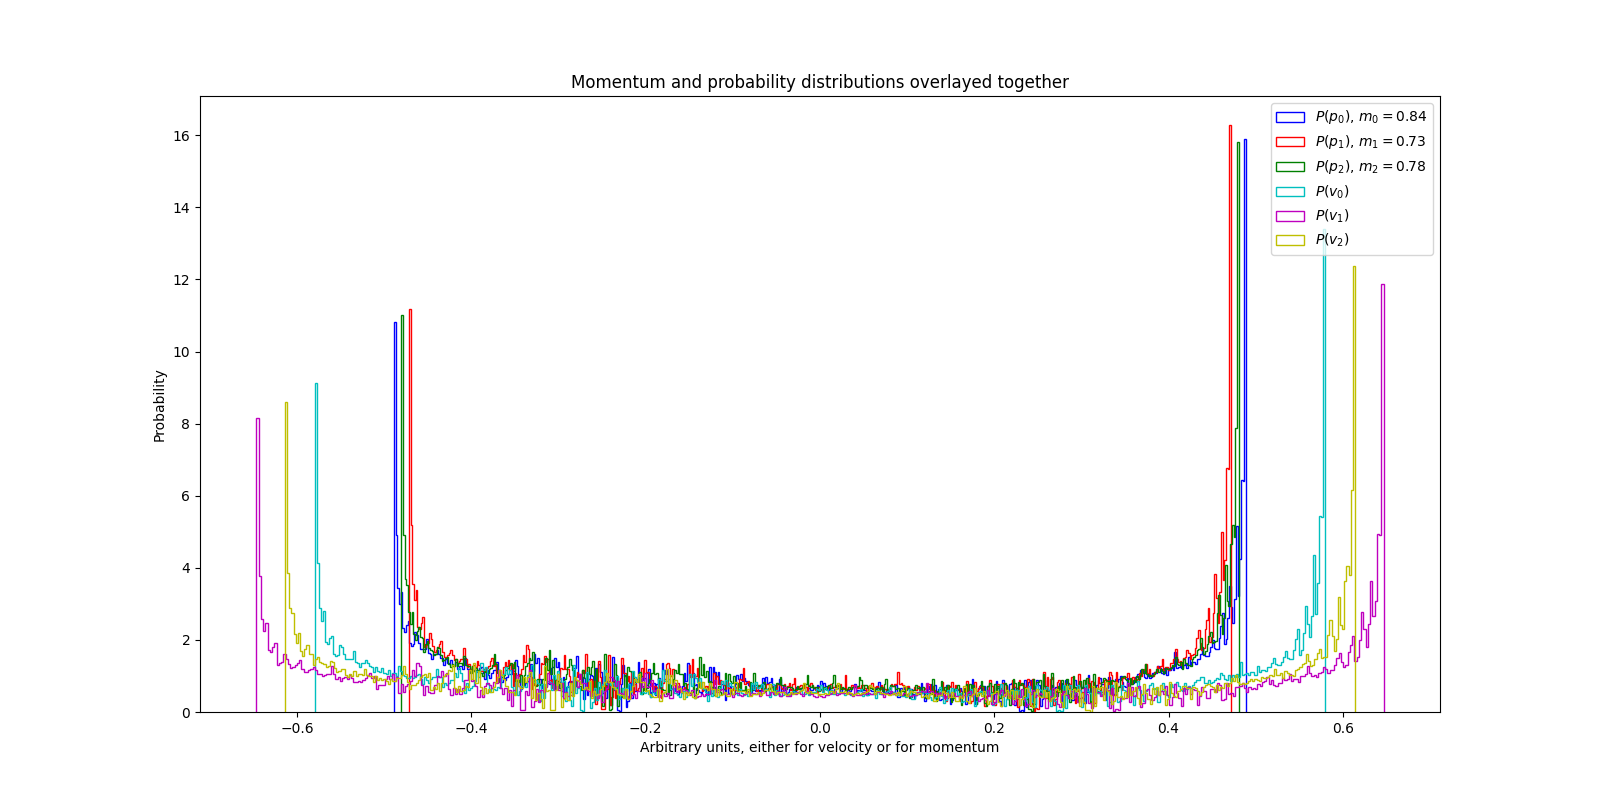 Momentum and probability distributions overlayed together
P(p₀), m₀ = 0.84
P(p₁), m₁ = 0.73
P(p₂), m₂ = 0.78
P(v₀)
P(v₁)
P(v₂)
16
14
12
10
8
6
4
2
0
Probability
−0.6 −0.4 −0.2 0.0 0.2 0.4 0.6
Arbitrary units, either for velocity or for momentum